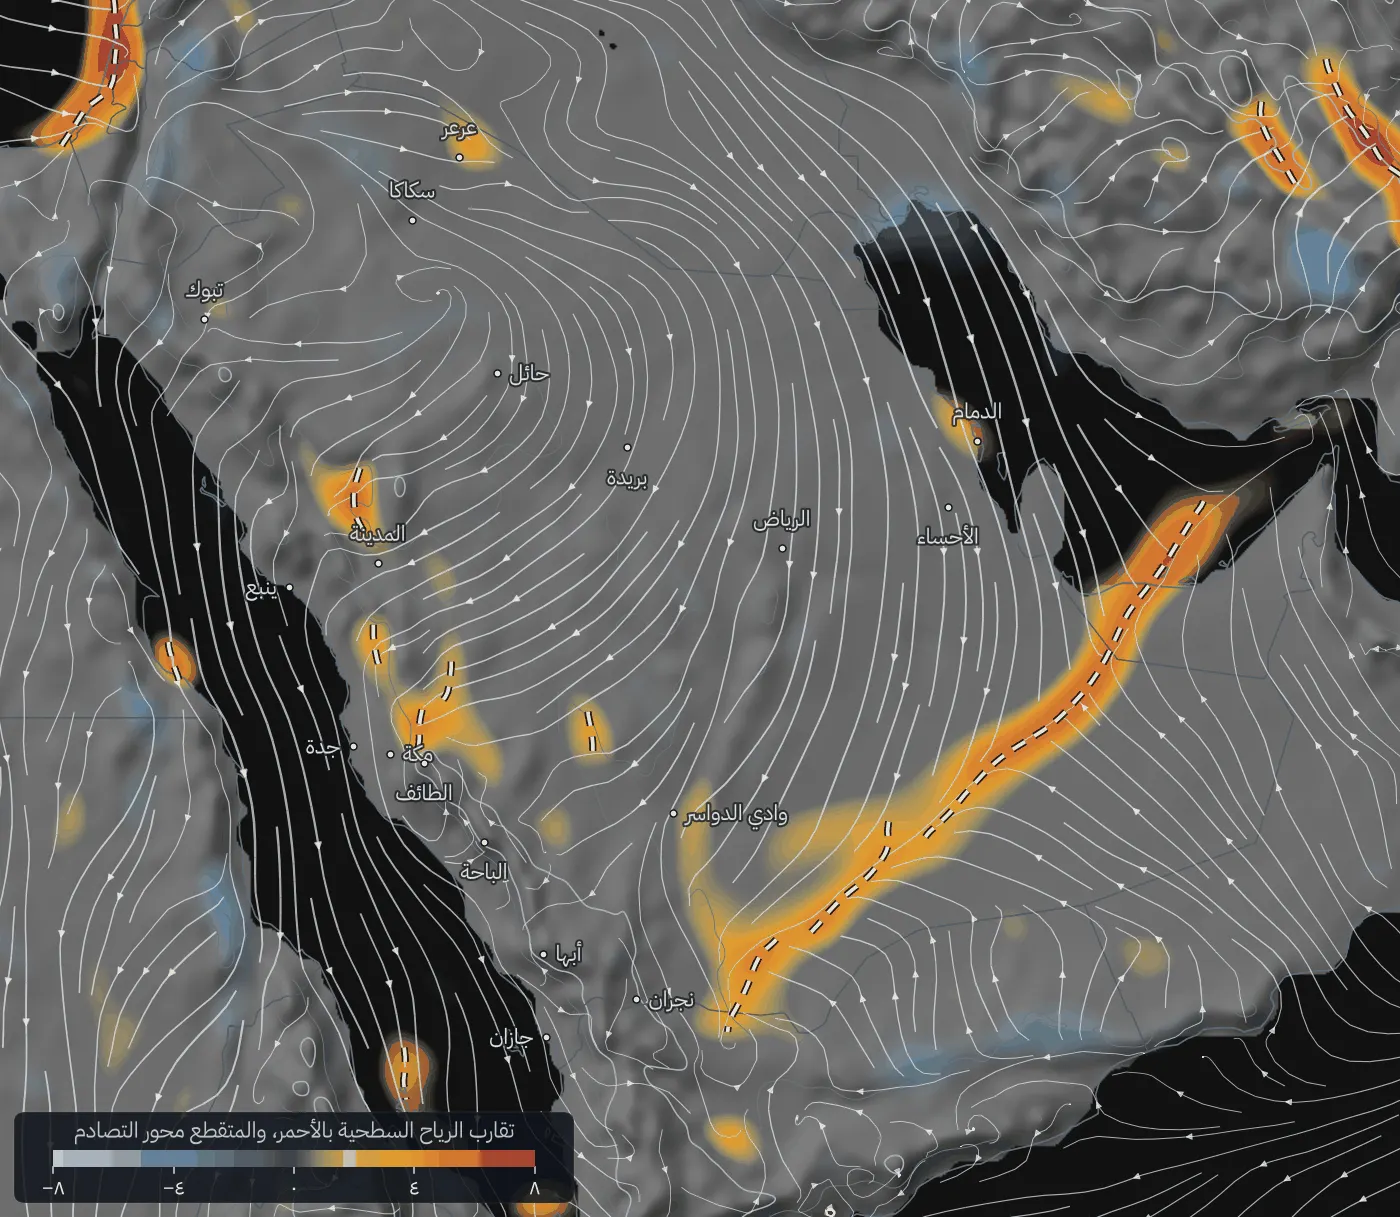 عرعر
سكاكا
تبوك
حائل
الدمام
بريدة
الرياض
المدينة
الأحساء
ينبع
جدة
مكة
الطائف
وادي الدواسر
الباحة
أبها
نجران
جازان
تقارب الرياح السطحية بالأحمر، والمتقطع محور التصادم
−٨ −٤ ٠ ٤ ٨